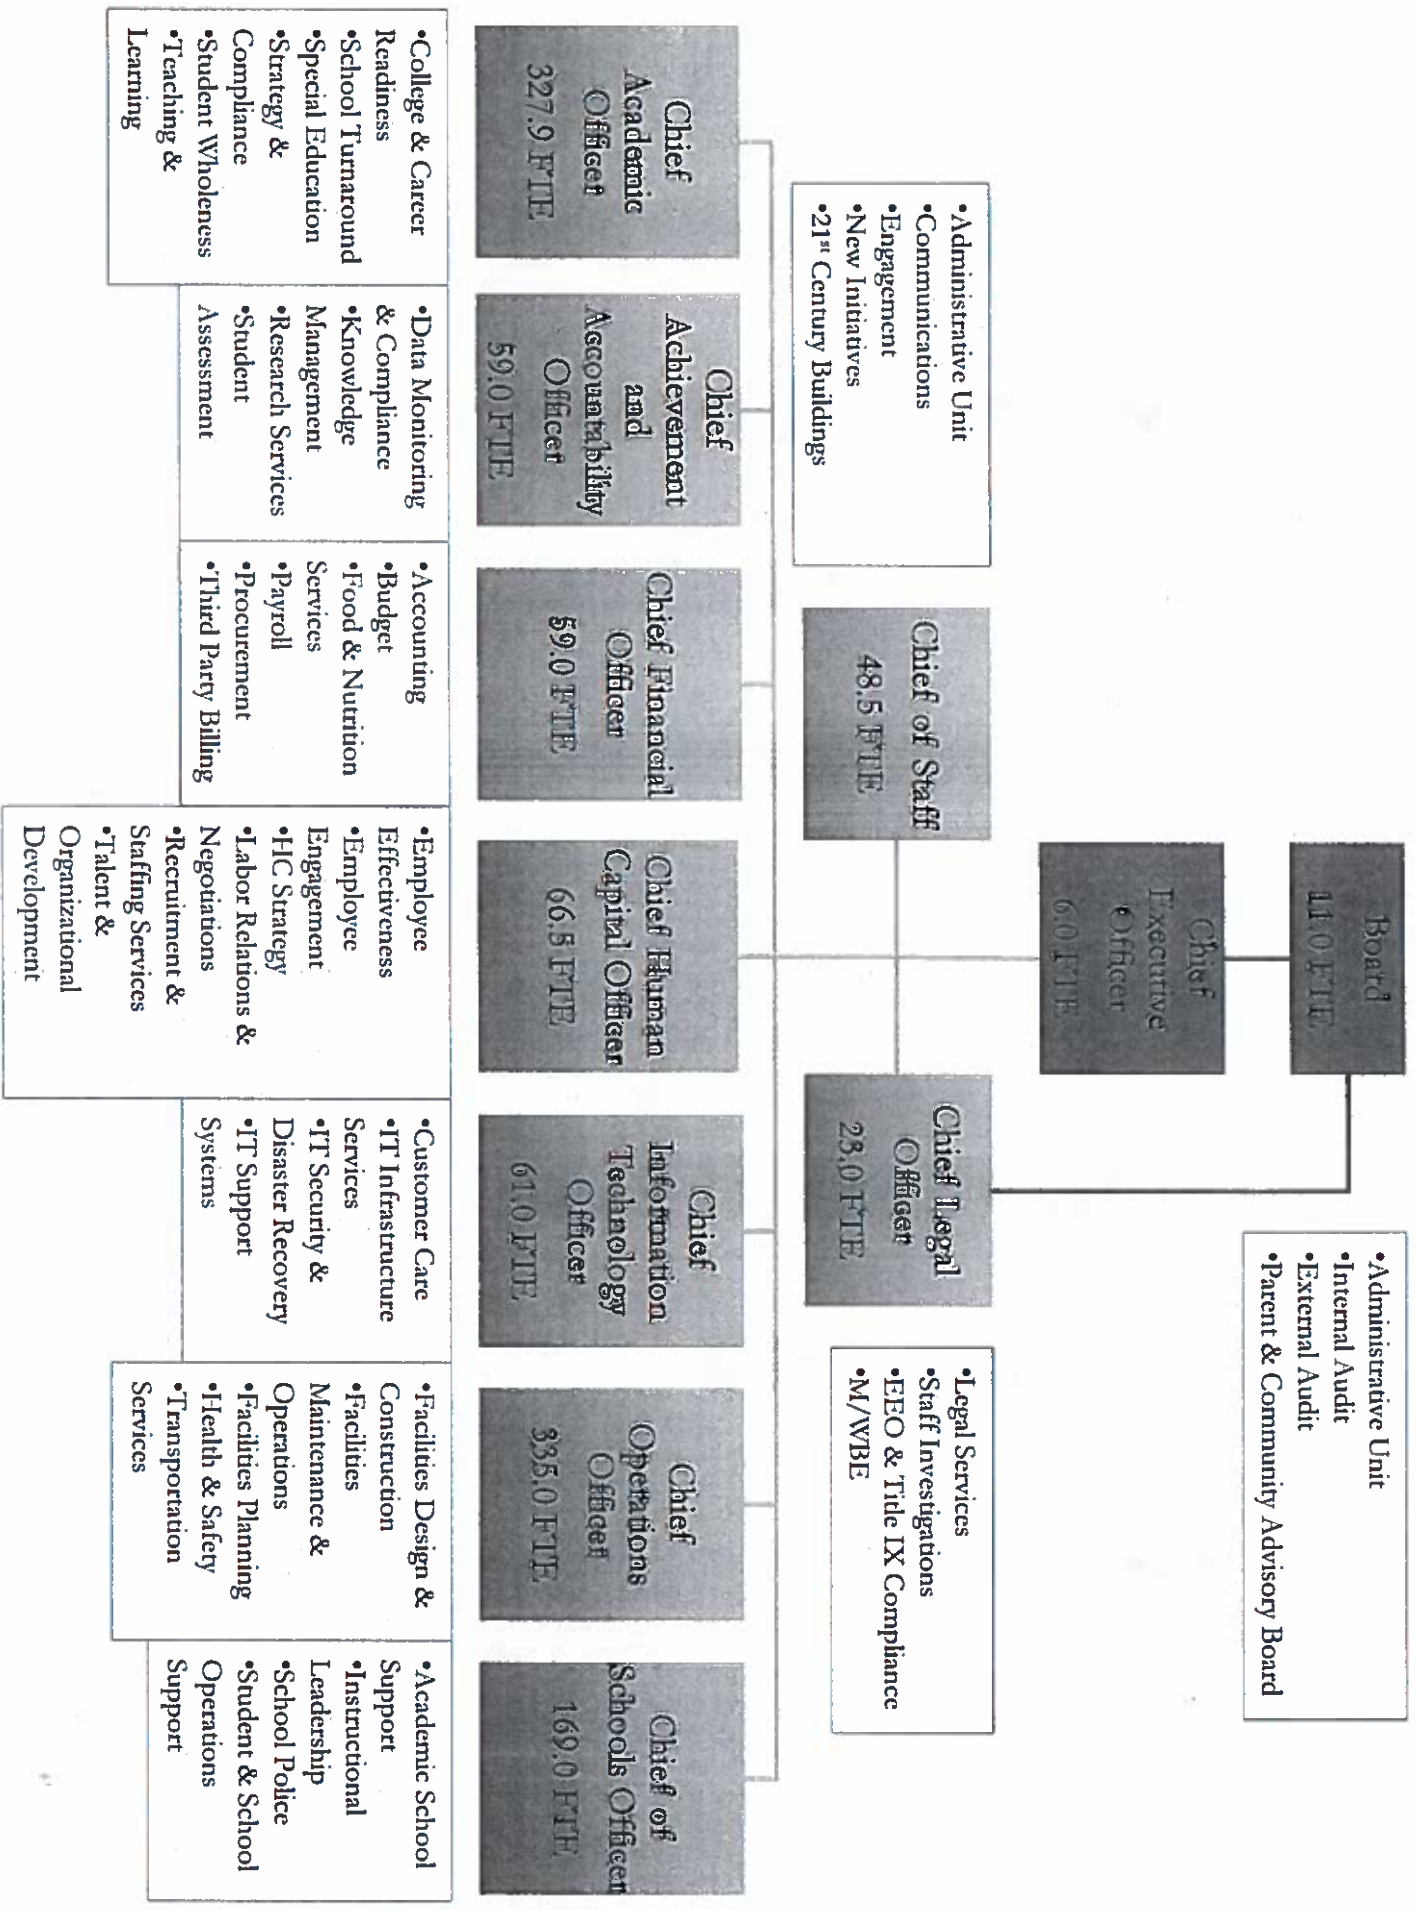 Board
11.0 FTE
•Administrative Unit
•Internal Audit
•External Audit
•Parent & Community Advisory Board
Chief
Executive
Officer
6.0 FTE
•Administrative Unit
•Communications
•Engagement
•New Initiatives
•21st Century Buildings
Chief of Staff
48.5 FTE
Chief Legal
Officer
23.0 FTE
•Legal Services
•Staff Investigations
•EEO & Title IX Compliance
•M/WBE
Chief
Academic
Officer
327.9 FTE
Chief
Achievement
and
Accountability
Officer
59.0 FTE
Chief Financial
Officer
59.0 FTE
Chief Human
Capital Officer
66.5 FTE
Chief
Information
Technology
Officer
61.0 FTE
Chief
Operations
Officer
335.0 FTE
Chief of
Schools Officer
169.0 FTE
•College & Career
Readiness
•School Turnaround
•Special Education
•Strategy &
Compliance
•Student Wholeness
•Teaching &
Learning
•Data Monitoring
& Compliance
•Knowledge
Management
•Research Services
•Student
Assessment
•Accounting
•Budget
•Food & Nutrition
Services
•Payroll
•Procurement
•Third Party Billing
•Employee
Effectiveness
•Employee
Engagement
•HC Strategy
•Labor Relations &
Negotiations
•Recruitment &
Staffing Services
•Talent &
Organizational
Development
•Customer Care
•IT Infrastructure
Services
•IT Security &
Disaster Recovery
•IT Support
Systems
•Facilities Design &
Construction
•Facilities
Maintenance &
Operations
•Facilities Planning
•Health & Safety
•Transportation
Services
•Academic School
Support
•Instructional
Leadership
•School Police
•Student & School
Operations
Support